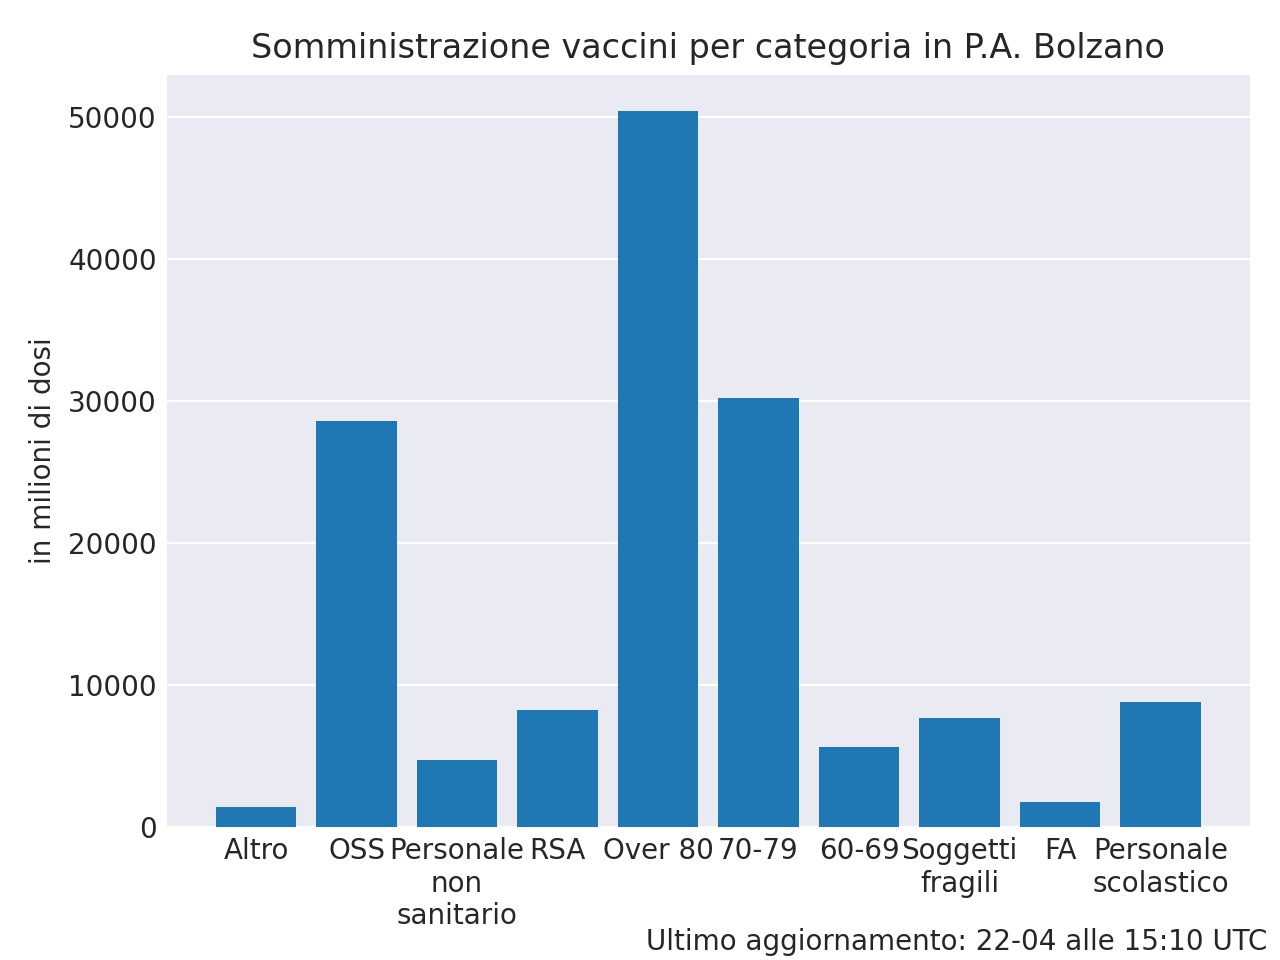 Somministrazione vaccini per categoria in P.A. Bolzano
in milioni di dosi
50000
40000
30000
20000
10000
0
Altro
OSS
Personale
non
sanitario
RSA
Over 80
70-79
60-69
Soggetti
fragili
FA
Personale
scolastico
Ultimo aggiornamento: 22-04 alle 15:10 UTC